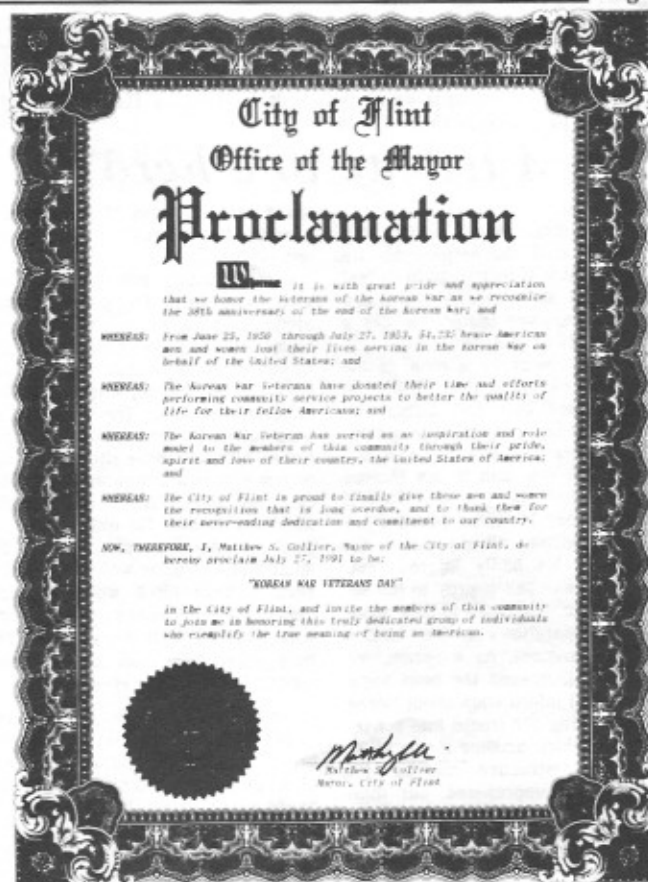 City of Flint
Office of the Mayor
Proclamation
Whereas it is with great pride and appreciation
that we honor the Veterans of the Korean War as we recognize
the 38th anniversary of the end of the Korean War; and
WHEREAS: From June 25, 1950 through July 27, 1953, brave American
men and women lost their lives serving in the Korean War on
behalf of the United States; and
WHEREAS: The Korean War Veterans have donated their time and efforts
performing community service projects to better the quality of
life for their fellow Americans; and
WHEREAS: The Korean War Veteran has served as an inspiration and role
model to the members of this community through their pride,
spirit and love of their country, the United States of America;
and
WHEREAS: The City of Flint is proud to finally give these men and women
the recognition that is long overdue, and to thank them for
their never-ending dedication and commitment to our country.
NOW, THEREFORE, I, Matthew S. Collier, Mayor of the City of Flint, do
hereby proclaim July 27, 1991 to be:
"KOREAN WAR VETERANS DAY"
in the City of Flint, and invite the members of this community
to join me in honoring this truly dedicated group of individuals
who exemplify the true meaning of being an American.
Matthew S. Collier
Mayor, City of Flint